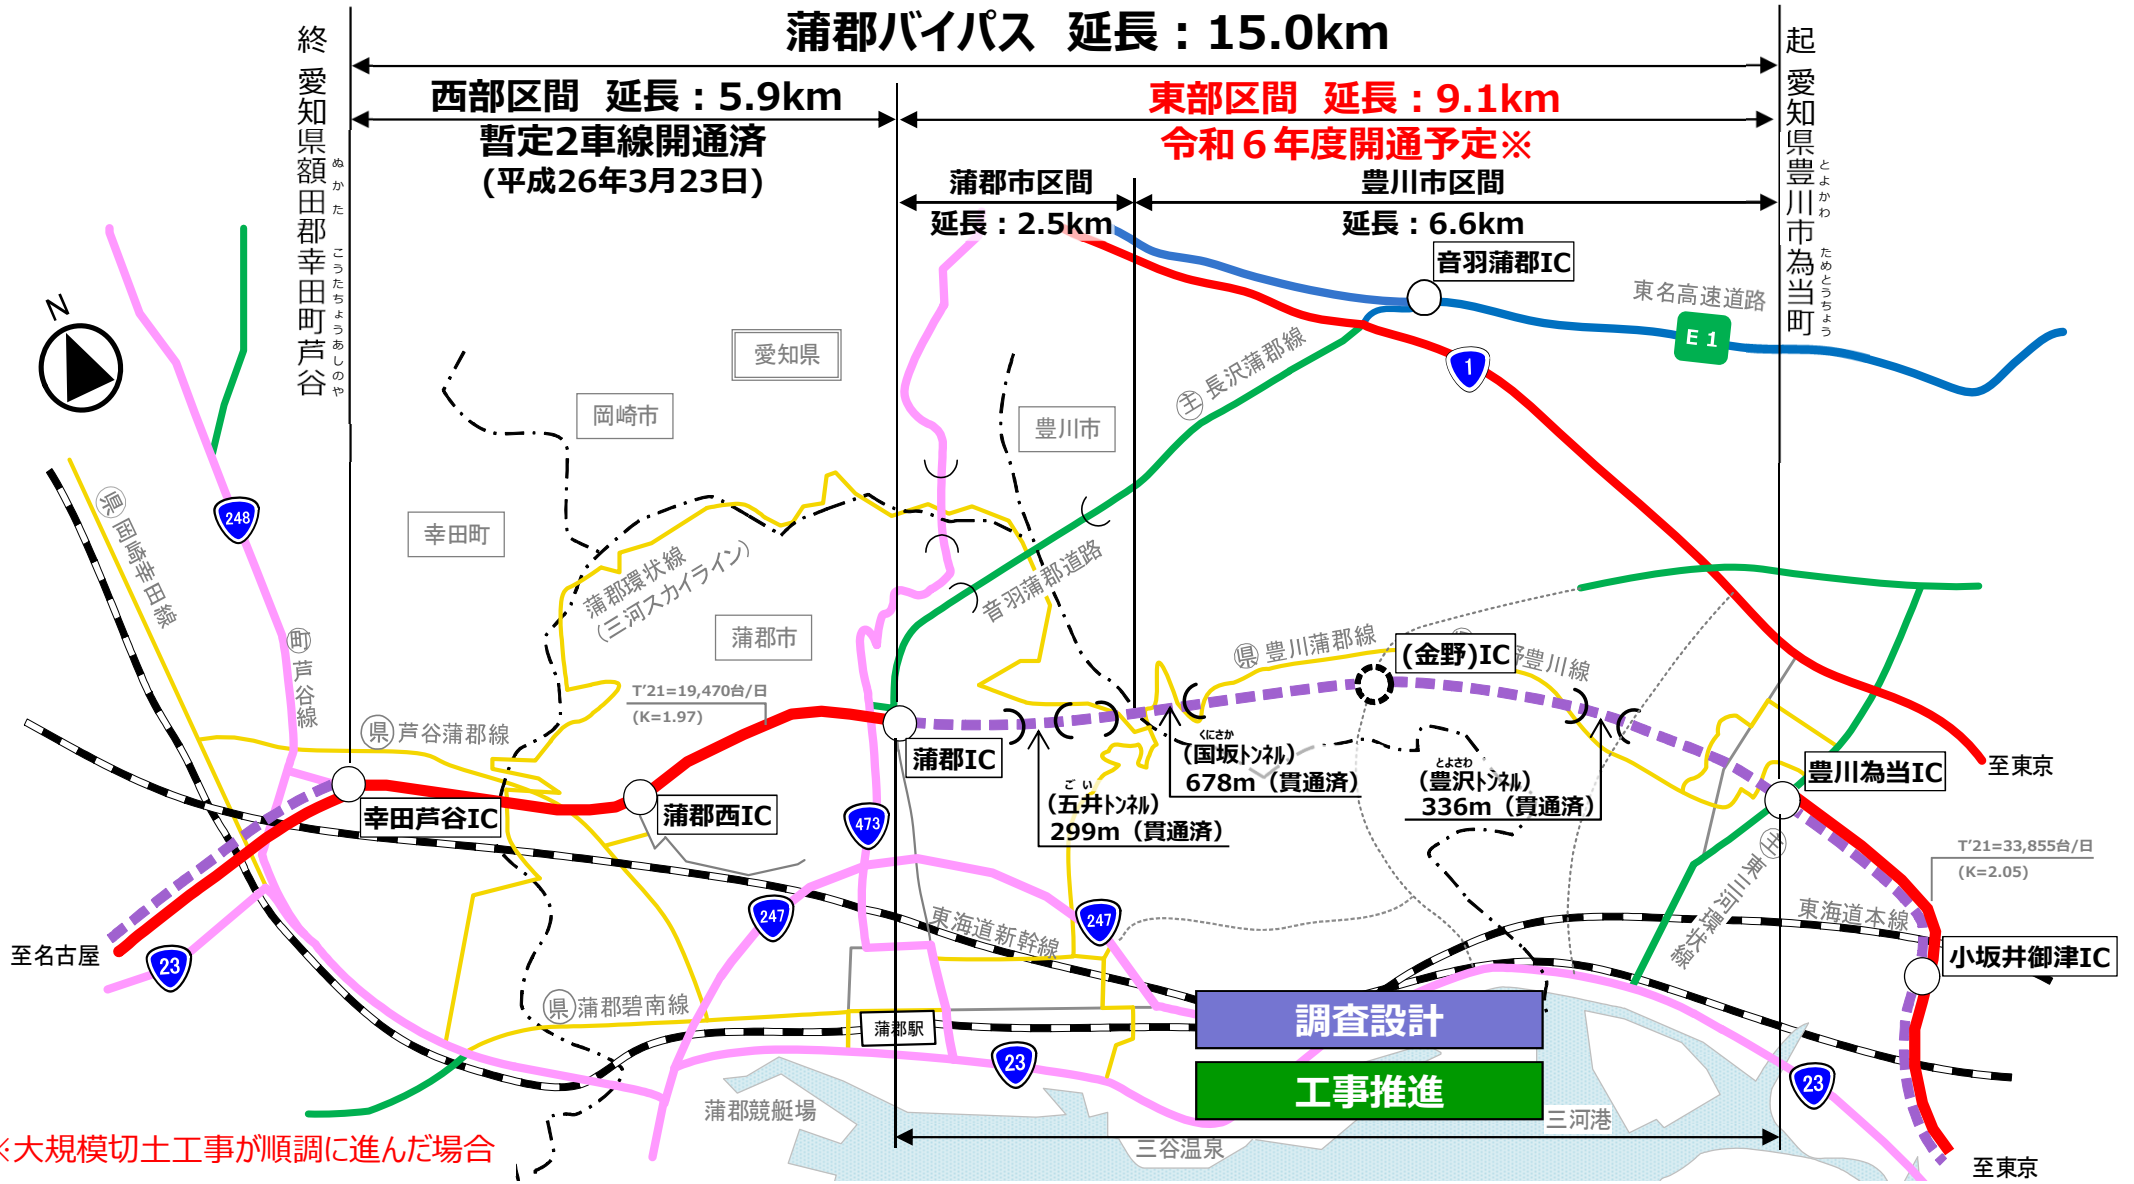 蒲郡バイパス 延長：15.0km
終 愛知県額田郡幸田町芦谷
ぬかた
こうたちょうあしのや
起 愛知県豊川市為当町
とよかわ
ためとうちょう
西部区間 延長：5.9km
暫定2車線開通済
(平成26年3月23日)
東部区間 延長：9.1km
令和６年度開通予定※
蒲郡市区間
延長：2.5km
豊川市区間
延長：6.6km
音羽蒲郡IC
東名高速道路
E 1
N
愛知県
岡崎市
豊川市
幸田町
蒲郡市
主 長沢蒲郡線
1
248
県 岡崎幸田線
町 芦谷線
蒲郡環状線
（三河スカイライン）
音羽蒲郡道路
県 豊川蒲郡線
(金野)IC
野豊川線
T'21=19,470台/日
(K=1.97)
県 芦谷蒲郡線
蒲郡IC
くにさか
（国坂トンネル）
678m（貫通済）
とよさわ
（豊沢トンネル）
336m（貫通済）
ごい
（五井トンネル）
299m（貫通済）
豊川為当IC
至東京
幸田芦谷IC
蒲郡西IC
473
主 東三河環状線
T'21=33,855台/日
(K=2.05)
247
247
東海道新幹線
東海道本線
小坂井御津IC
至名古屋
23
県 蒲郡碧南線
蒲郡駅
調査設計
工事推進
23
23
蒲郡競艇場
三谷温泉
三河港
至東京
※大規模切土工事が順調に進んだ場合